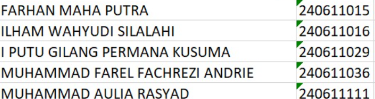 FARHAN MAHA PUTRA 240611015
ILHAM WAHYUDI SILALAHI 240611016
I PUTU GILANG PERMANA KUSUMA 240611029
MUHAMMAD FAREL FACHREZI ANDRIE 240611036
MUHAMMAD AULIA RASYAD 240611111